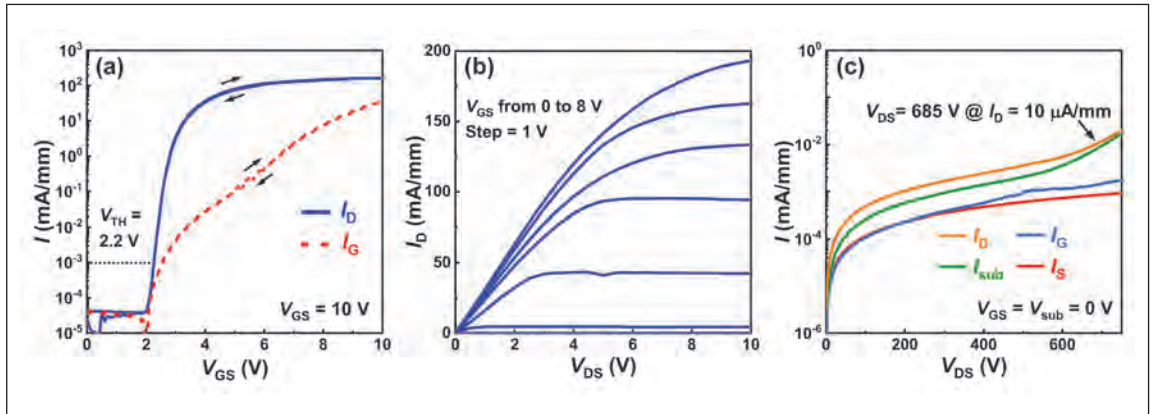 (a)
10³
10²
10¹
10⁰
10⁻¹
10⁻²
10⁻³
10⁻⁴
10⁻⁵
I (mA/mm)
V_TH =
2.2 V
I_D
I_G
V_GS = 10 V
0 2 4 6 8 10
V_GS (V)
(b)
200
150
100
50
0
I_D (mA/mm)
V_GS from 0 to 8 V
Step = 1 V
0 2 4 6 8 10
V_DS (V)
(c)
10⁰
10⁻²
10⁻⁴
10⁻⁶
I (mA/mm)
V_DS= 685 V @ I_D = 10 μA/mm
I_D I_G
I_sub I_S
V_GS = V_sub = 0 V
0 200 400 600
V_DS (V)